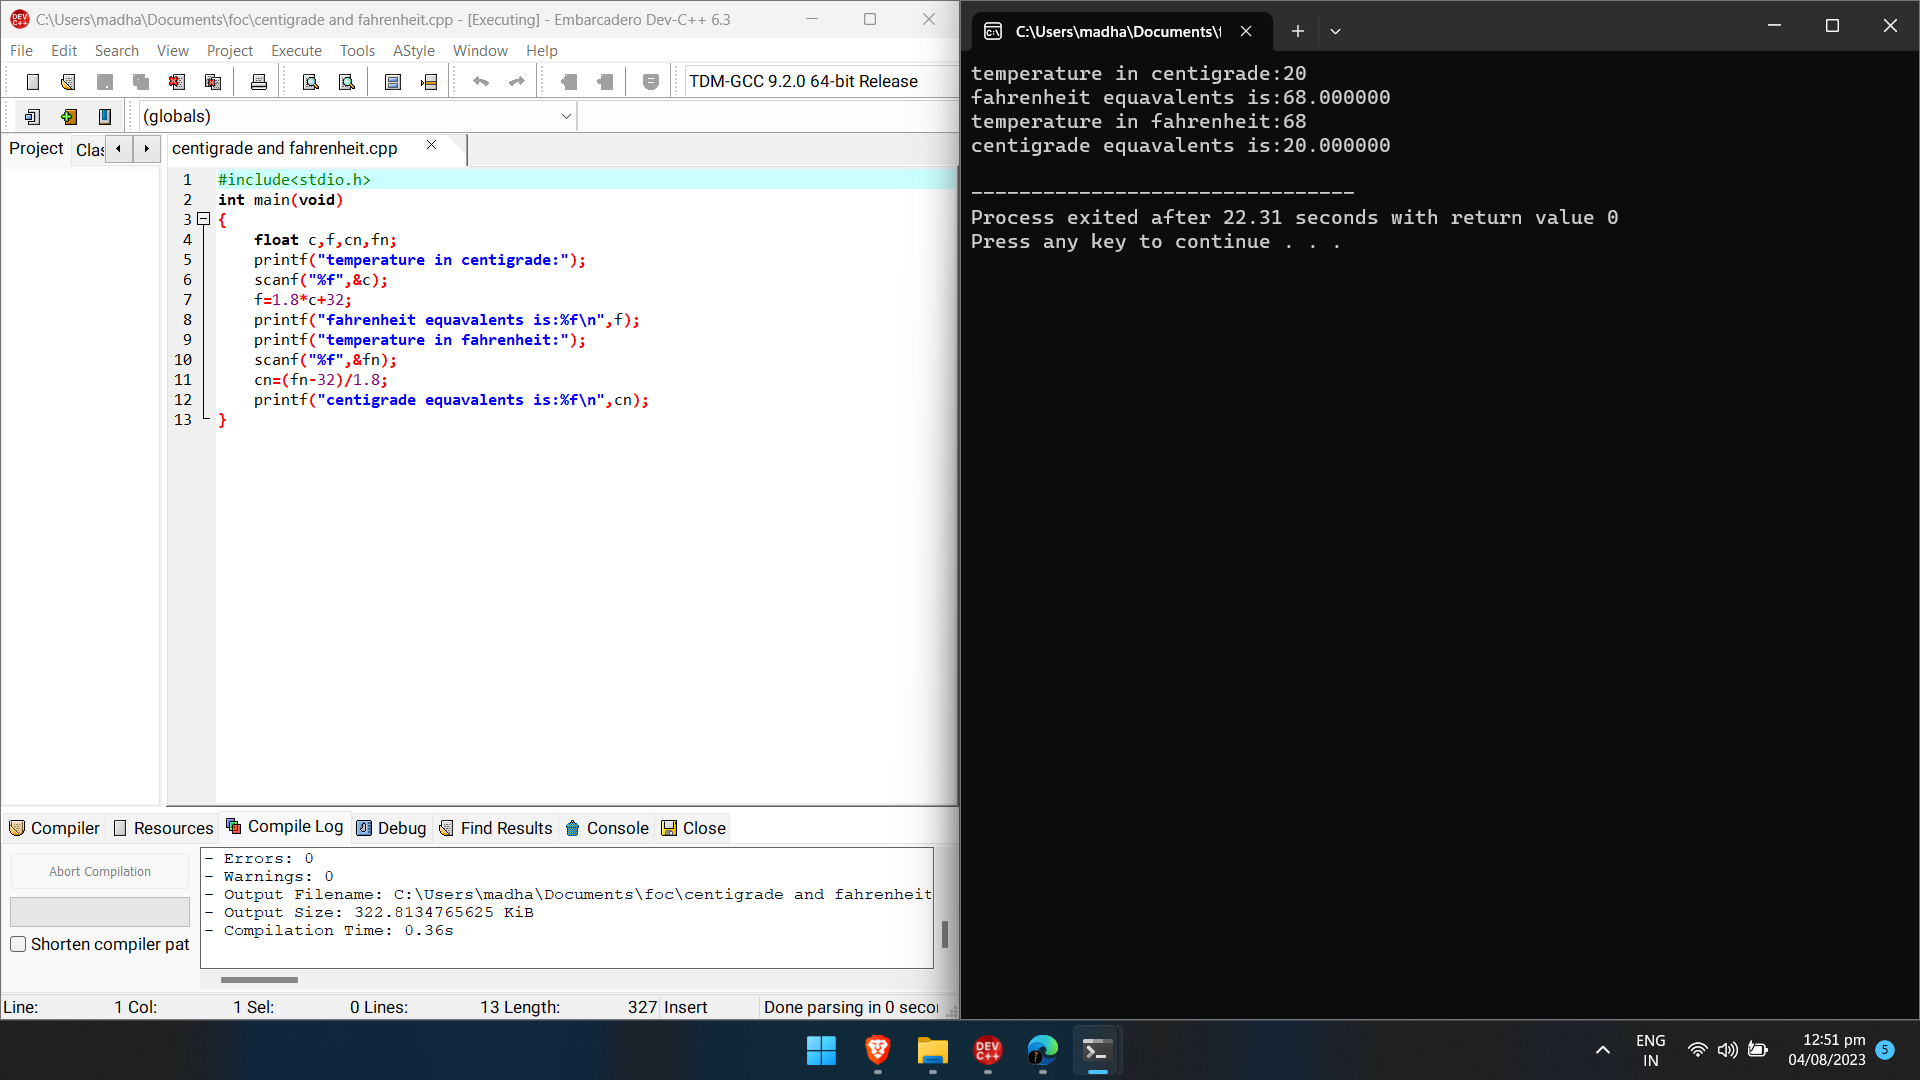 C:\Users\madha\Documents\foc\centigrade and fahrenheit.cpp - [Executing] - Embarcadero Dev-C++ 6.3
File Edit Search View Project Execute Tools AStyle Window Help
TDM-GCC 9.2.0 64-bit Release
(globals)
Project Clas
centigrade and fahrenheit.cpp
1 #include<stdio.h>
2 int main(void)
3 {
4 float c,f,cn,fn;
5 printf("temperature in centigrade:");
6 scanf("%f",&c);
7 f=1.8*c+32;
8 printf("fahrenheit equavalents is:%f\n",f);
9 printf("temperature in fahrenheit:");
10 scanf("%f",&fn);
11 cn=(fn-32)/1.8;
12 printf("centigrade equavalents is:%f\n",cn);
13 }
Compiler Resources Compile Log Debug Find Results Console Close
Abort Compilation
Shorten compiler pat
- Errors: 0
- Warnings: 0
- Output Filename: C:\Users\madha\Documents\foc\centigrade and fahrenheit
- Output Size: 322.8134765625 KiB
- Compilation Time: 0.36s
Line: 1 Col: 1 Sel: 0 Lines: 13 Length: 327 Insert Done parsing in 0 seco
C:\Users\madha\Documents\f
temperature in centigrade:20
fahrenheit equavalents is:68.000000
temperature in fahrenheit:68
centigrade equavalents is:20.000000
--------------------------------
Process exited after 22.31 seconds with return value 0
Press any key to continue . . .
DEV C++
ENG
IN
12:51 pm
04/08/2023
5